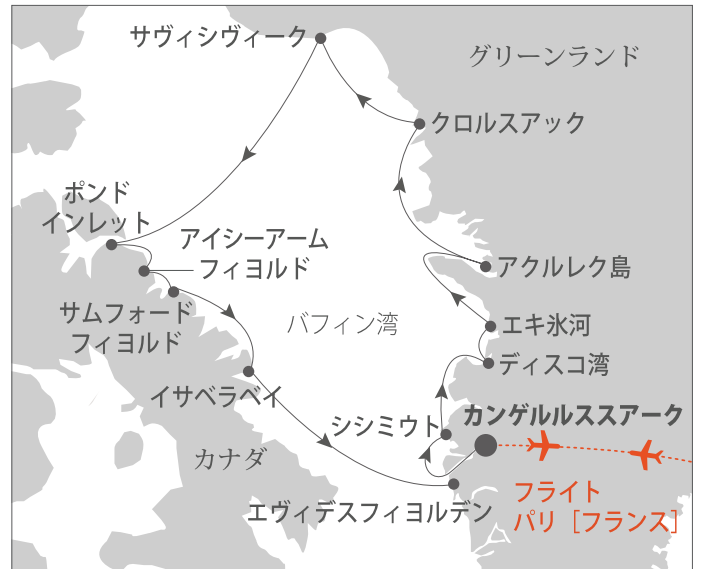 サヴィシヴィーク
グリーンランド
クロルスアック
ポンド
インレット
アイシーアーム
フィヨルド
アクルレク島
サムフォード
フィヨルド
バフィン湾
エキ氷河
ディスコ湾
イサベラベイ
シシミウト
カンゲルルススアーク
カナダ
エヴィデスフィヨルデン
フライト
パリ［フランス］